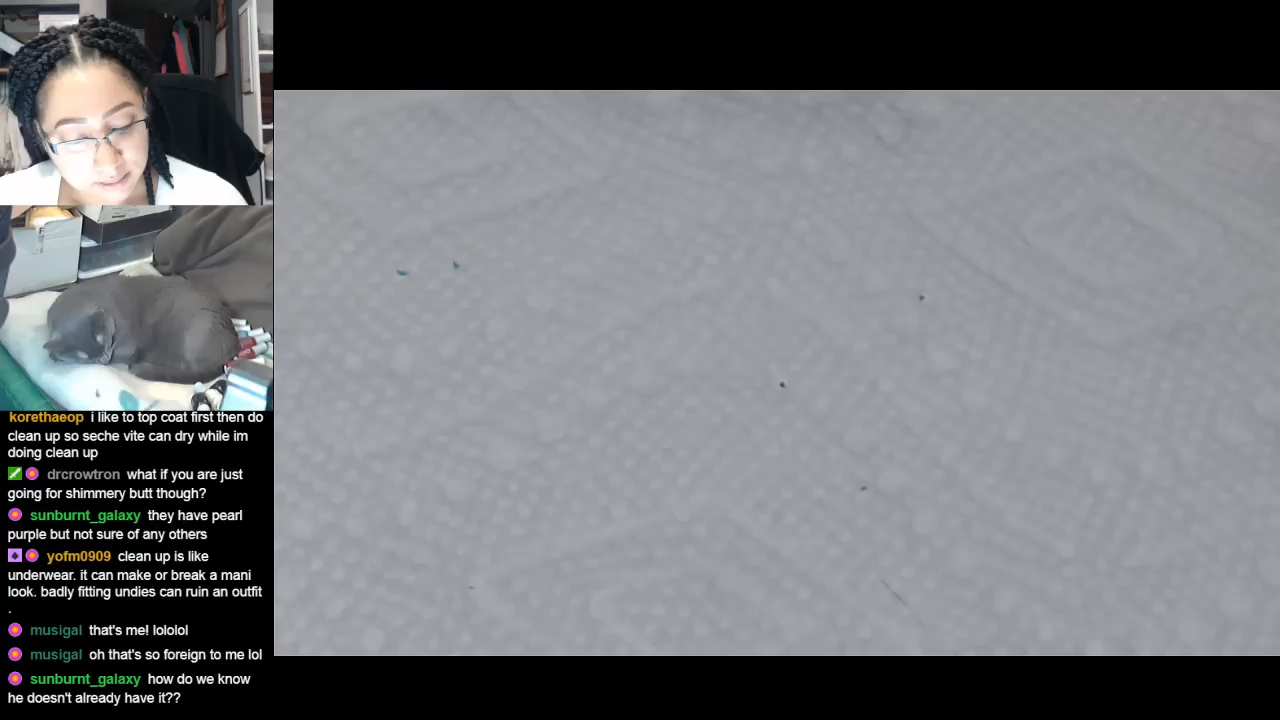 korethaeop i like to top coat first then do
clean up so seche vite can dry while im
doing clean up
drcrowtron what if you are just
going for shimmery butt though?
sunburnt_galaxy they have pearl
purple but not sure of any others
yofm0909 clean up is like
underwear. it can make or break a mani
look. badly fitting undies can ruin an outfit
.
musigal that's me! lololol
musigal oh that's so foreign to me lol
sunburnt_galaxy how do we know
he doesn't already have it??